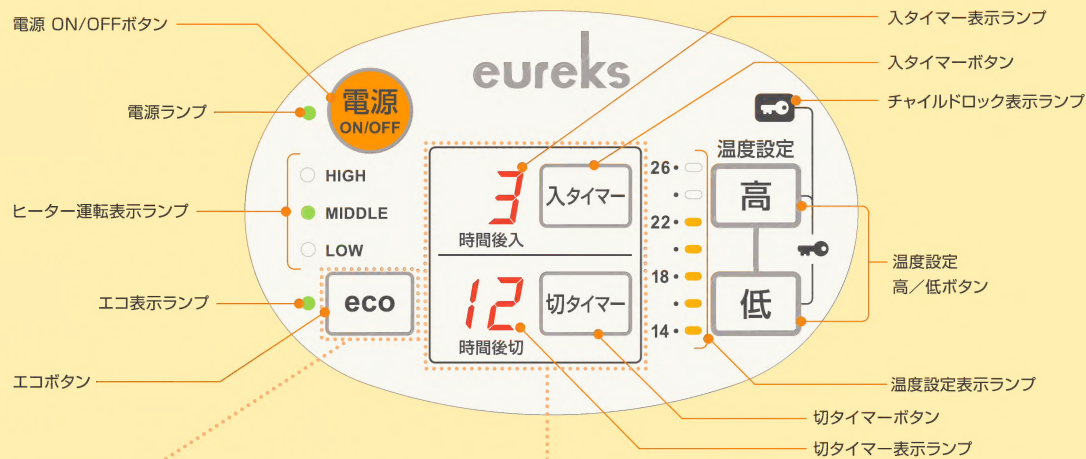 電源 ON/OFFボタン
電源ランプ
ヒーター運転表示ランプ
エコ表示ランプ
エコボタン
eureks
電源
ON/OFF
HIGH
MIDDLE
LOW
eco
3
時間後入
入タイマー
12
時間後切
切タイマー
温度設定
26
22
18
14
高
低
入タイマー表示ランプ
入タイマーボタン
チャイルドロック表示ランプ
温度設定
高／低ボタン
温度設定表示ランプ
切タイマーボタン
切タイマー表示ランプ